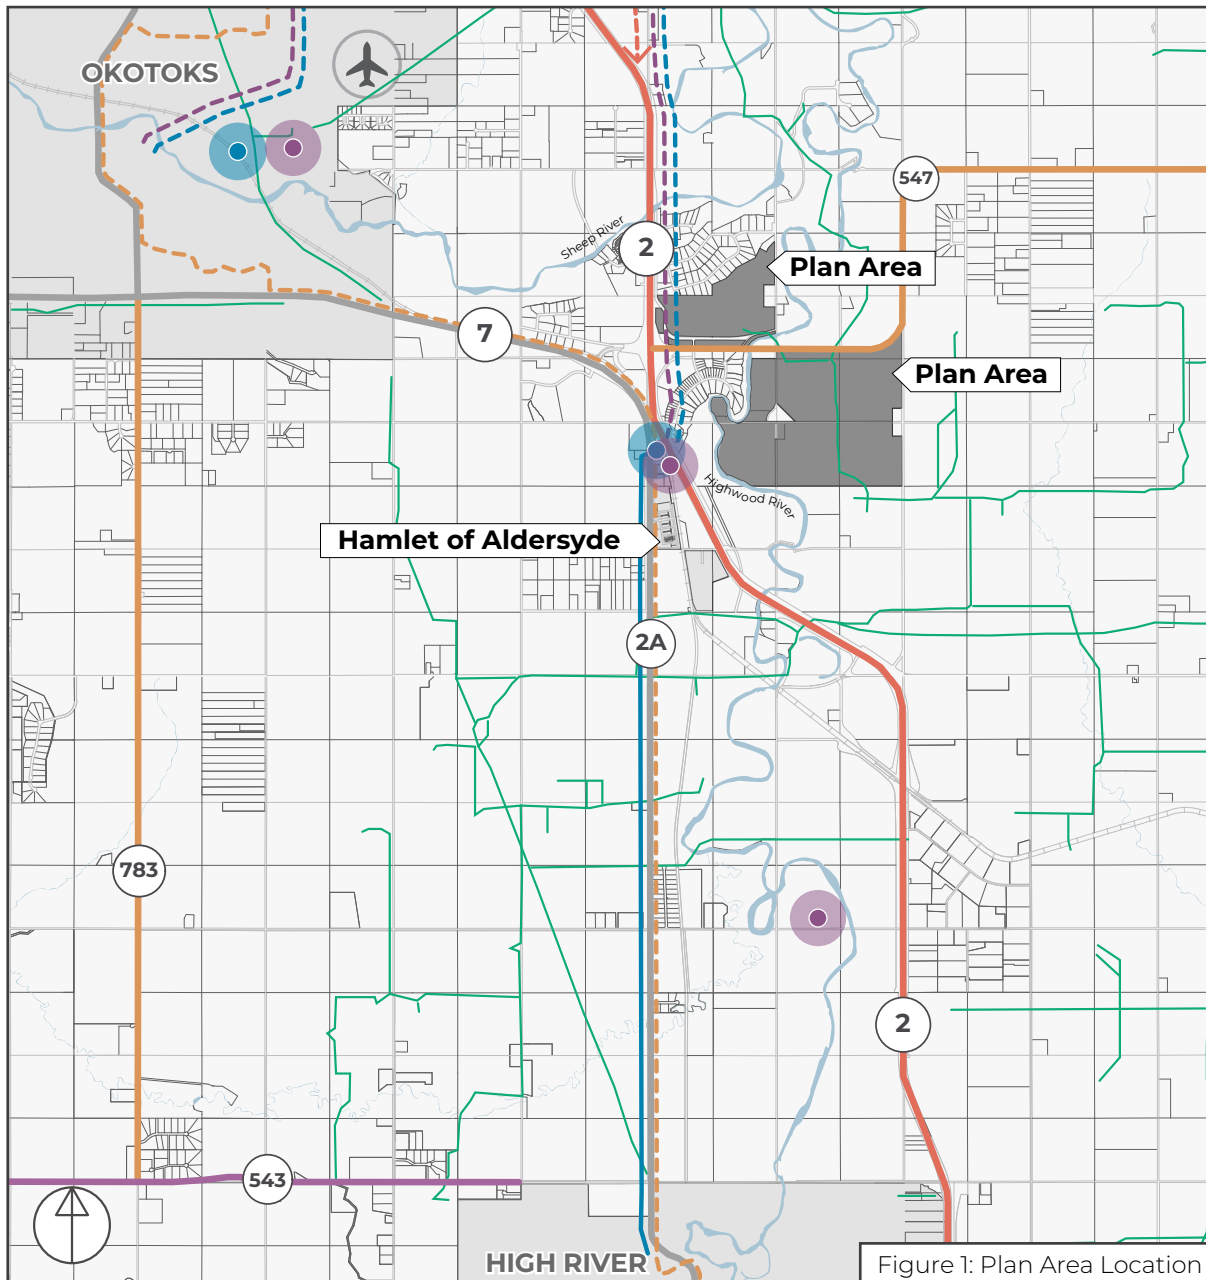 OKOTOKS
547
Sheep River
2
Plan Area
7
Plan Area
Highwood River
Hamlet of Aldersyde
2A
783
2
543
HIGH RIVER
Figure 1: Plan Area Location